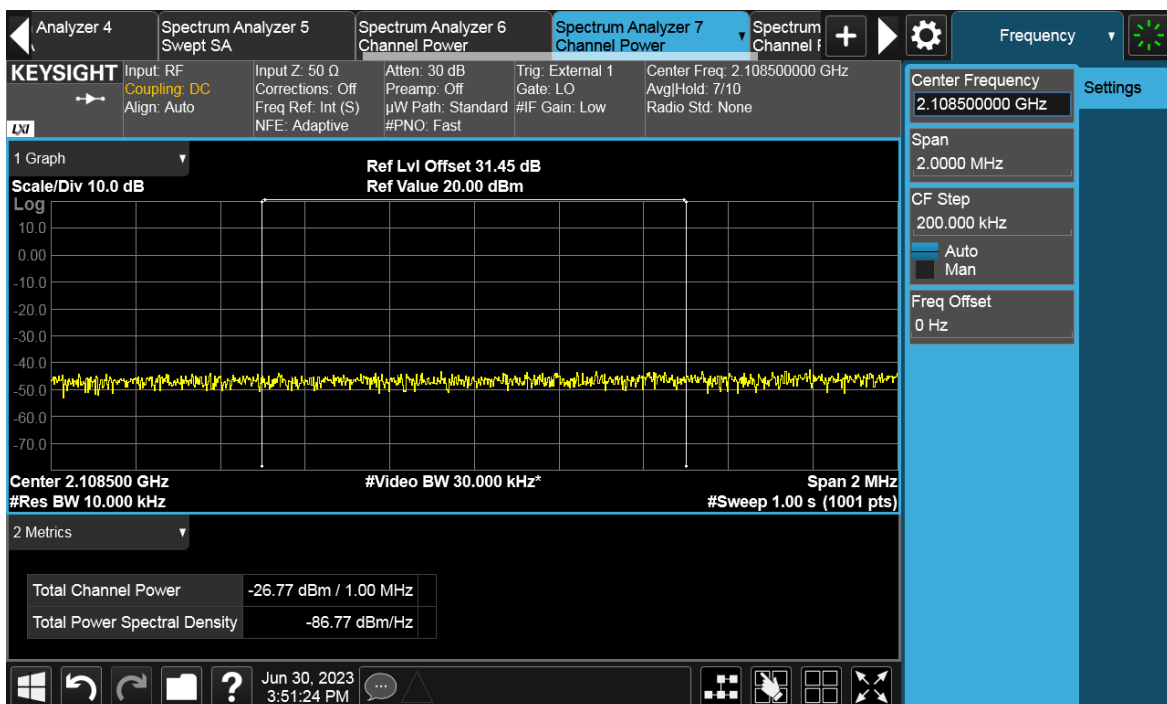 Analyzer 4
Spectrum Analyzer 5
Swept SA
Spectrum Analyzer 6
Channel Power
Spectrum Analyzer 7
Channel Power
Spectrum
Channel
Frequency
KEYSIGHT
LXI
Input: RF
Coupling: DC
Align: Auto
Input Z: 50 Ω
Corrections: Off
Freq Ref: Int (S)
NFE: Adaptive
Atten: 30 dB
Preamp: Off
µW Path: Standard
#PNO: Fast
Trig: External 1
Gate: LO
#IF Gain: Low
Center Freq: 2.108500000 GHz
Avg|Hold: 7/10
Radio Std: None
Center Frequency
2.108500000 GHz
Settings
Span
2.0000 MHz
CF Step
200.000 kHz
Auto
Man
Freq Offset
0 Hz
1 Graph
Scale/Div 10.0 dB
Ref Lvl Offset 31.45 dB
Ref Value 20.00 dBm
Log
10.0
0.00
-10.0
-20.0
-30.0
-40.0
-50.0
-60.0
-70.0
Center 2.108500 GHz
#Res BW 10.000 kHz
#Video BW 30.000 kHz*
Span 2 MHz
#Sweep 1.00 s (1001 pts)
2 Metrics
Total Channel Power -26.77 dBm / 1.00 MHz
Total Power Spectral Density -86.77 dBm/Hz
?
Jun 30, 2023
3:51:24 PM